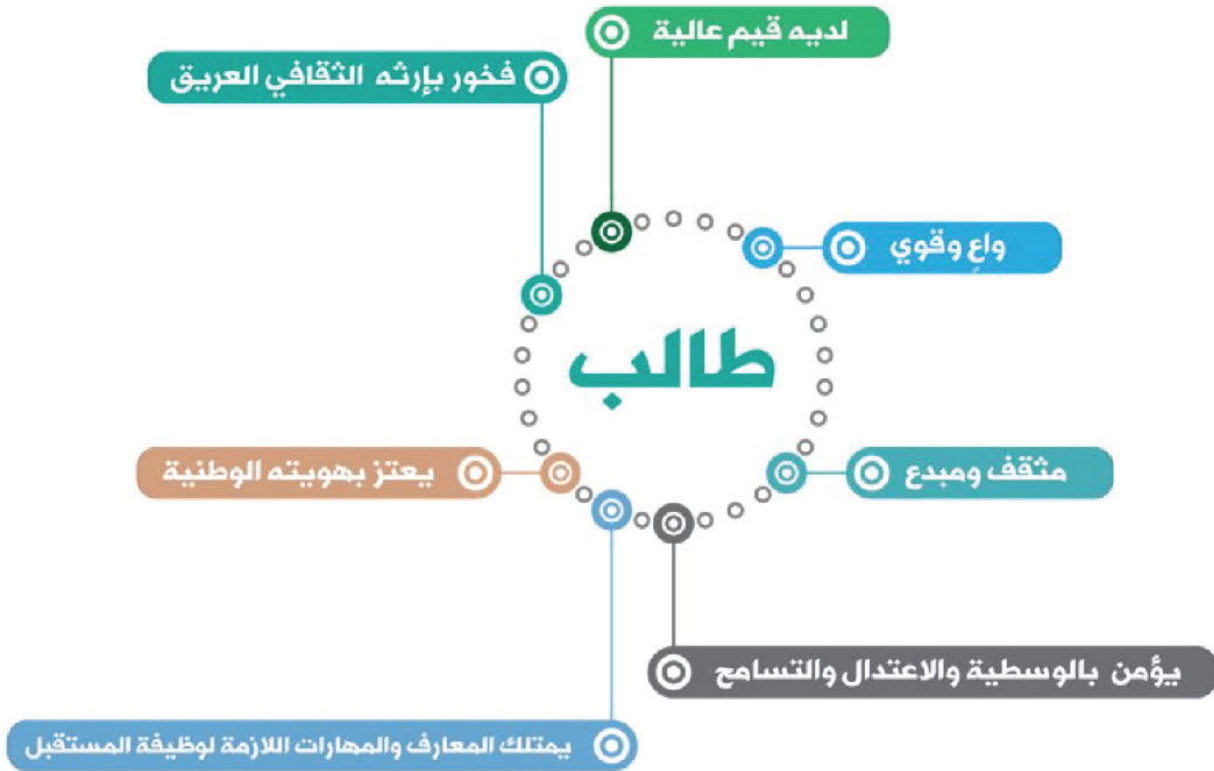 لديه قيم عالية
فخور بإرثه الثقافي العريق
واعٍ وقوي
طالب
يعتز بهويته الوطنية
مثقف ومبدع
يؤمن بالوسطية والاعتدال والتسامح
يمتلك المعارف والمهارات اللازمة لوظيفة المستقبل